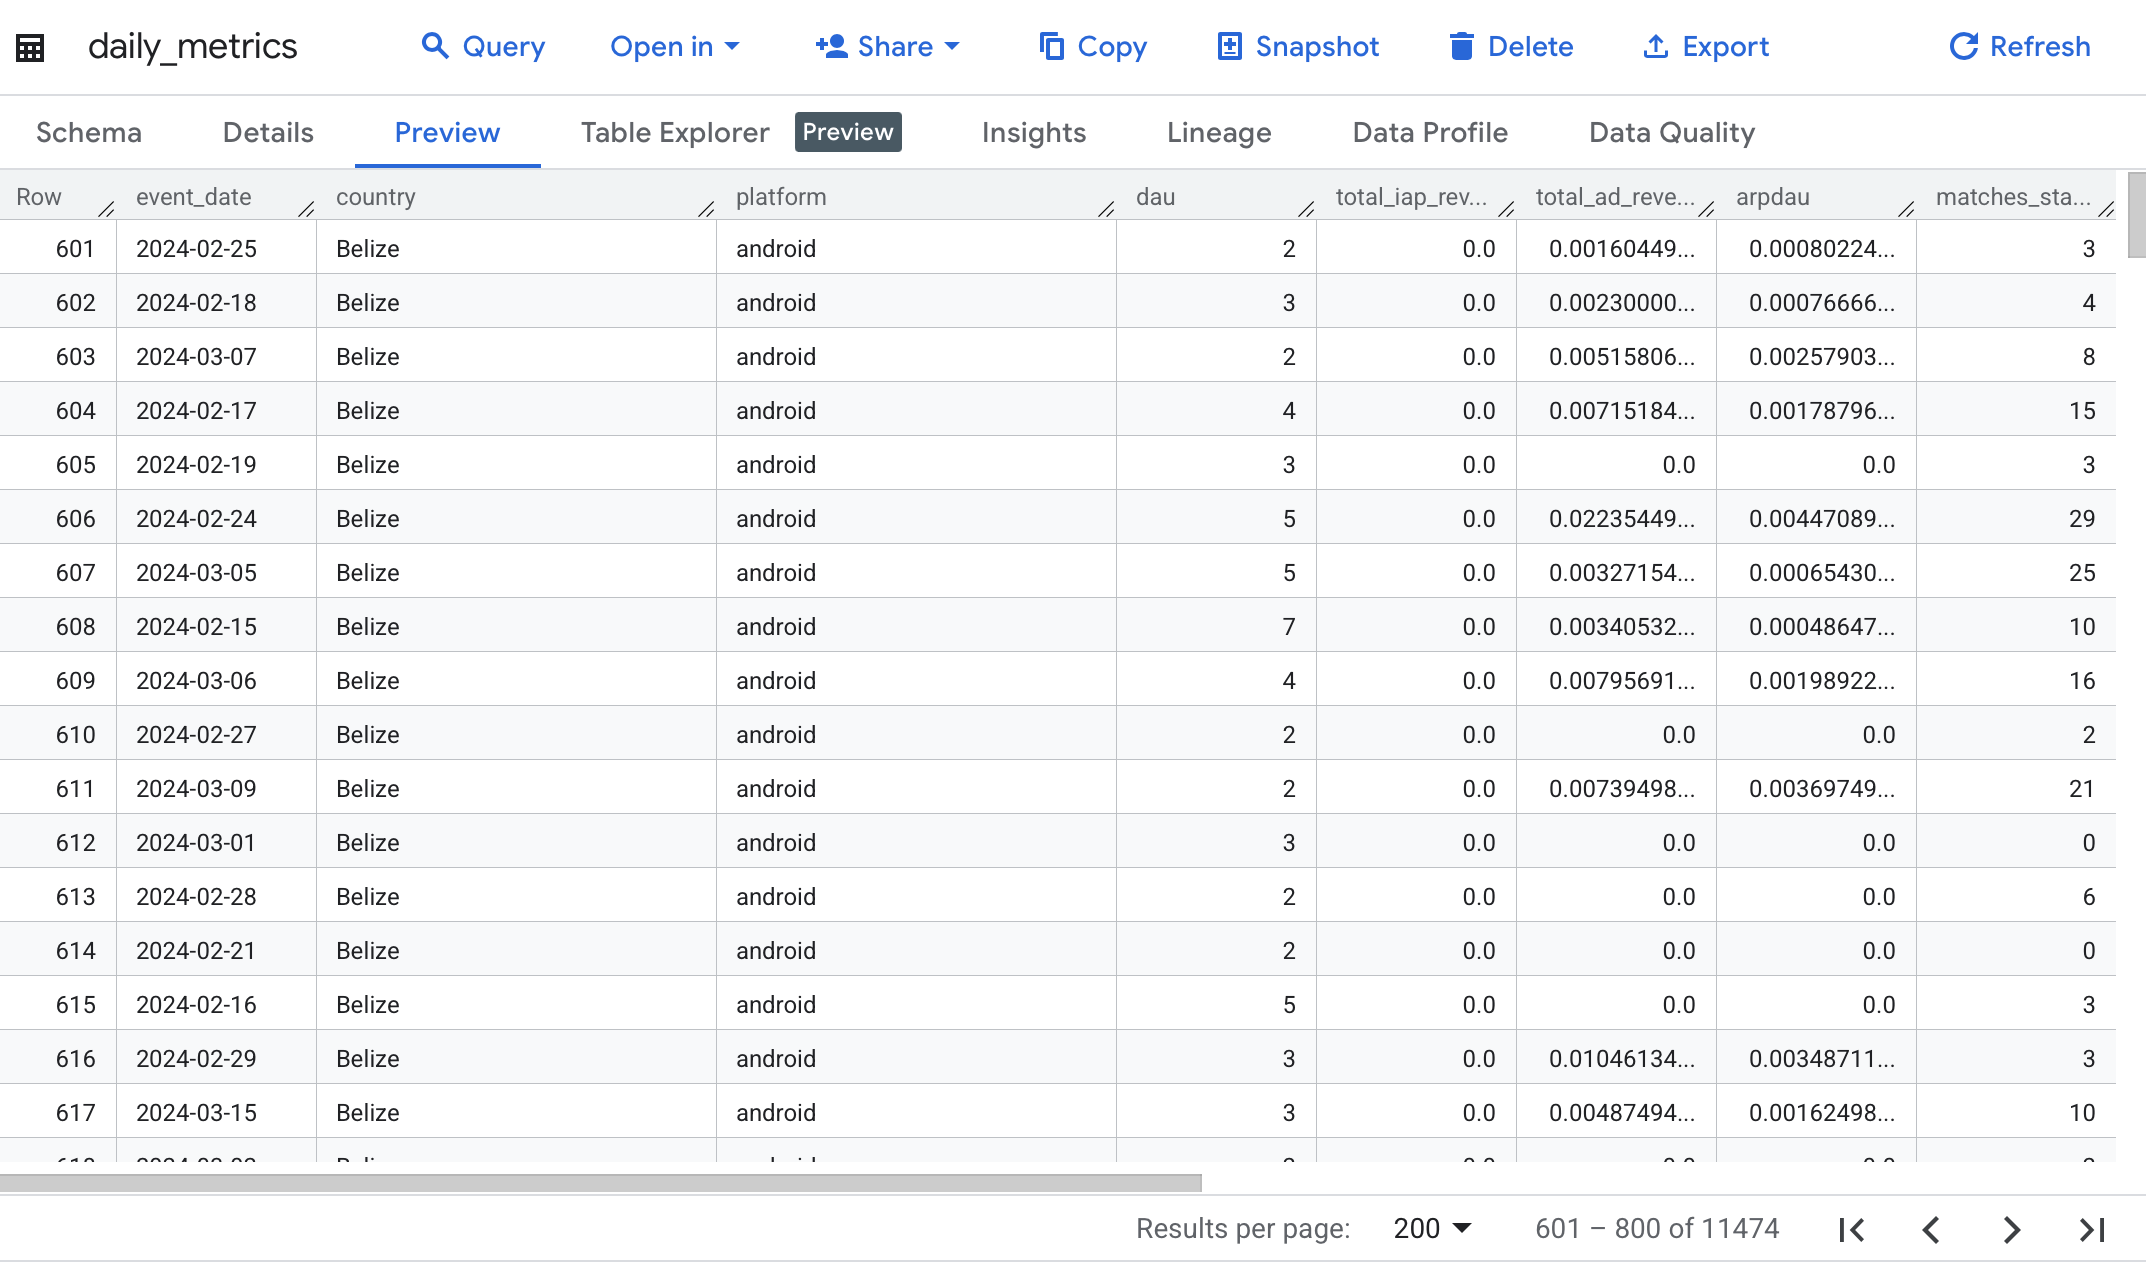 daily_metrics Query Open in Share Copy Snapshot Delete Export Refresh
Schema Details Preview Table Explorer Preview Insights Lineage Data Profile Data Quality
Row event_date country platform dau total_iap_rev... total_ad_reve... arpdau matches_sta...
601 2024-02-25 Belize android 2 0.0 0.00160449... 0.00080224... 3
602 2024-02-18 Belize android 3 0.0 0.00230000... 0.00076666... 4
603 2024-03-07 Belize android 2 0.0 0.00515806... 0.00257903... 8
604 2024-02-17 Belize android 4 0.0 0.00715184... 0.00178796... 15
605 2024-02-19 Belize android 3 0.0 0.0 0.0 3
606 2024-02-24 Belize android 5 0.0 0.02235449... 0.00447089... 29
607 2024-03-05 Belize android 5 0.0 0.00327154... 0.00065430... 25
608 2024-02-15 Belize android 7 0.0 0.00340532... 0.00048647... 10
609 2024-03-06 Belize android 4 0.0 0.00795691... 0.00198922... 16
610 2024-02-27 Belize android 2 0.0 0.0 0.0 2
611 2024-03-09 Belize android 2 0.0 0.00739498... 0.00369749... 21
612 2024-03-01 Belize android 3 0.0 0.0 0.0 0
613 2024-02-28 Belize android 2 0.0 0.0 0.0 6
614 2024-02-21 Belize android 2 0.0 0.0 0.0 0
615 2024-02-16 Belize android 5 0.0 0.0 0.0 3
616 2024-02-29 Belize android 3 0.0 0.01046134... 0.00348711... 3
617 2024-03-15 Belize android 3 0.0 0.00487494... 0.00162498... 10
Results per page: 200 601 – 800 of 11474